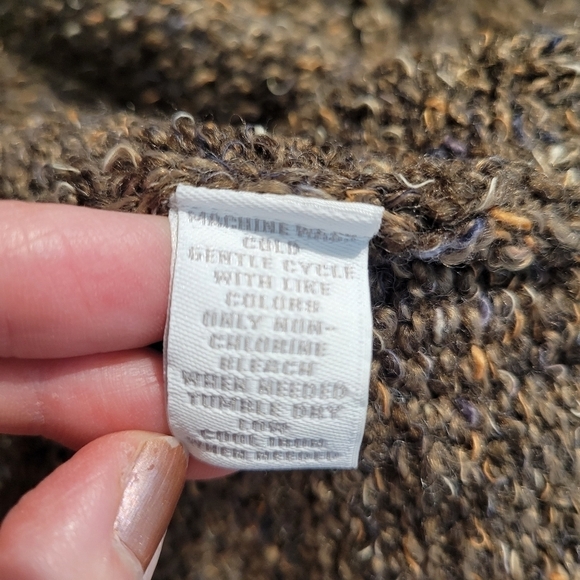 MACHINE WASH
COLD
GENTLE CYCLE
WITH LIKE
COLORS
ONLY NON-
CHLORINE
BLEACH
WHEN NEEDED
TUMBLE DRY
LOW
COOL IRON
WHEN NEEDED